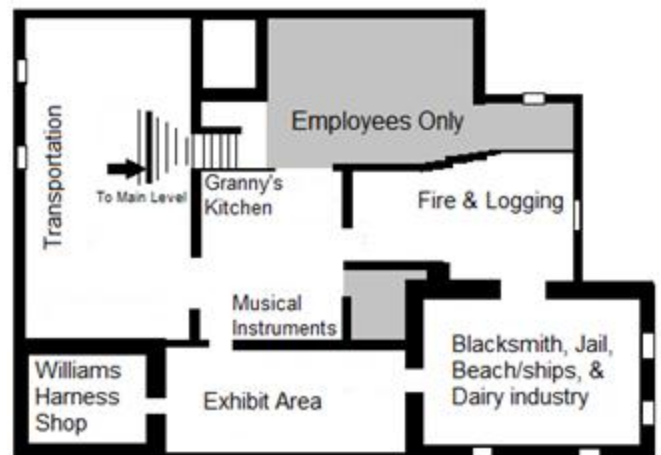 Employees Only
Transportation
To Main Level
Granny's
Kitchen
Fire & Logging
Musical
Instruments
Williams
Harness
Shop
Exhibit Area
Blacksmith, Jail,
Beach/ships, &
Dairy industry